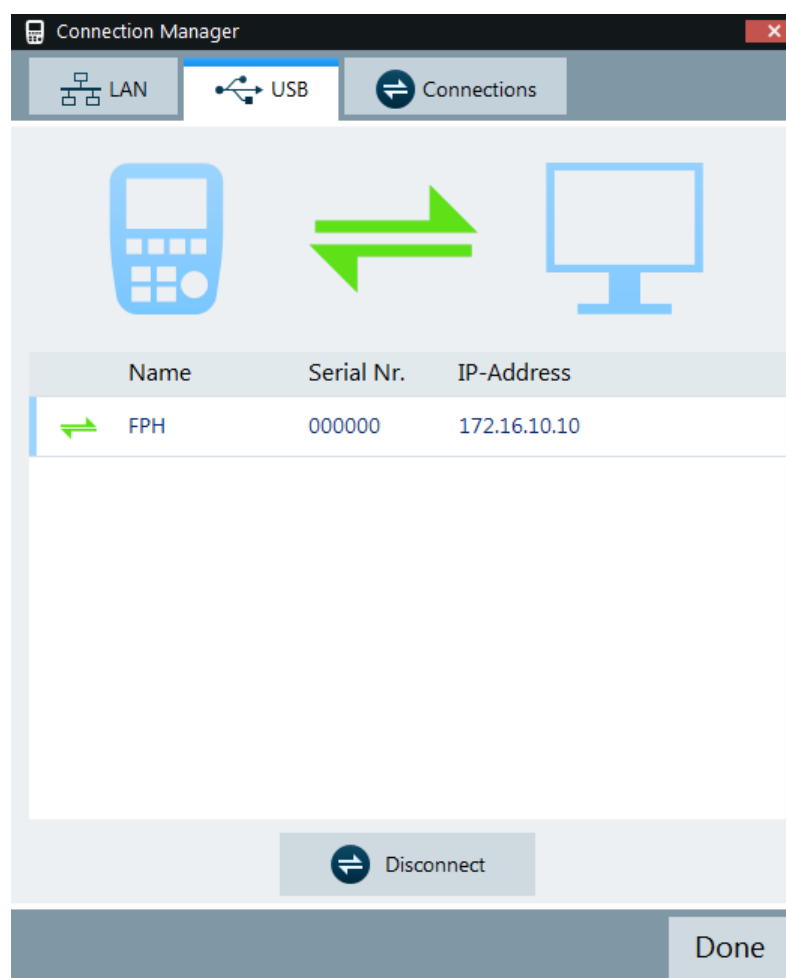 Connection Manager
LAN USB Connections
Name Serial Nr. IP-Address
FPH 000000 172.16.10.10
Disconnect
Done